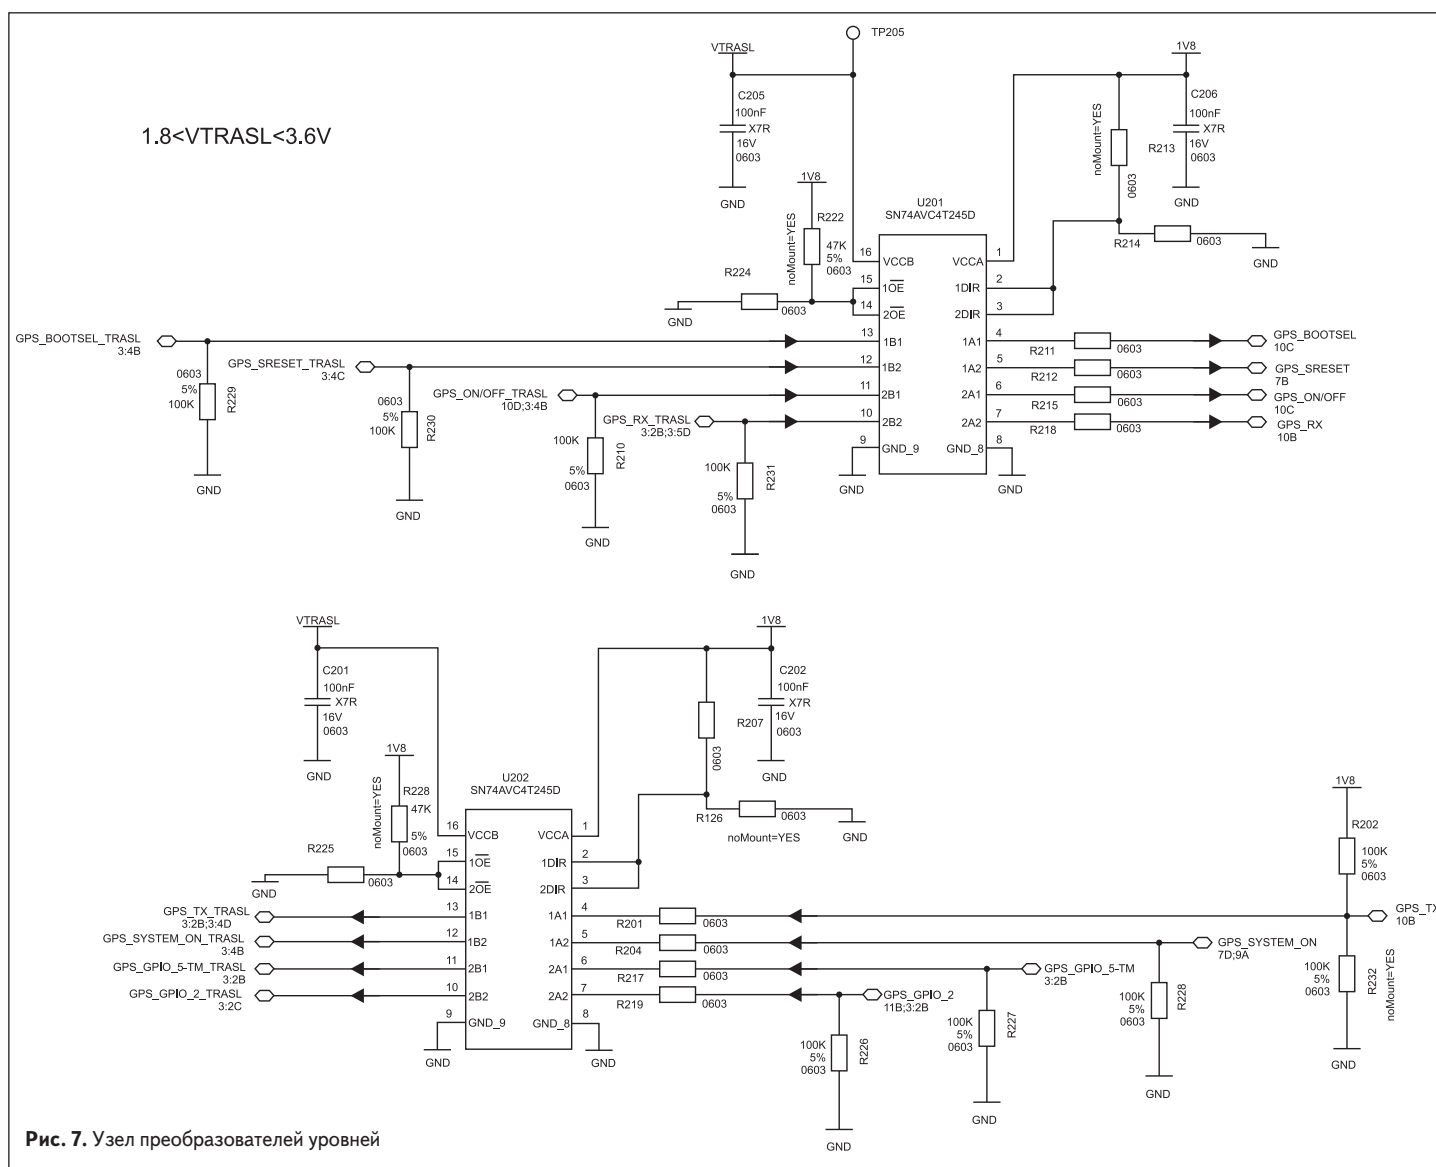 TP205
VTRASL
1V8
C205
100nF
X7R
16V
0603
GND
C206
100nF
X7R
16V
0603
GND
noMount=YES
R213
0603
1.8<VTRASL<3.6V
1V8
noMount=YES
R222
47K
5%
0603
U201
SN74AVC4T245D
R214
0603
GND
R224
0603
GND
16
VCCB
VCCA
1
15
1OE
1DIR
2
14
2OE
2DIR
3
13
1B1
1A1
4
12
1B2
1A2
5
11
2B1
2A1
6
10
2B2
2A2
7
9
GND_9
GND_8
8
GND
GND
GPS_BOOTSEL_TRASL
3:4B
GPS_SRESET_TRASL
3:4C
GPS_ON/OFF_TRASL
10D;3:4B
GPS_RX_TRASL
3:2B;3:5D
0603
5%
100K
R229
GND
0603
5%
100K
R230
GND
100K
5%
0603
R210
GND
100K
5%
0603
R231
GND
R211
0603
GPS_BOOTSEL
10C
R212
0603
GPS_SRESET
7B
R215
0603
GPS_ON/OFF
10C
R218
0603
GPS_RX
10B
VTRASL
1V8
C201
100nF
X7R
16V
0603
GND
C202
100nF
X7R
16V
0603
GND
R207
0603
1V8
noMount=YES
R228
47K
5%
0603
U202
SN74AVC4T245D
R126
0603
noMount=YES
GND
R225
0603
GND
16
VCCB
VCCA
1
15
1OE
1DIR
2
14
2OE
2DIR
3
13
1B1
1A1
4
12
1B2
1A2
5
11
2B1
2A1
6
10
2B2
2A2
7
9
GND_9
GND_8
8
GND
GND
GPS_TX_TRASL
3:2B;3:4D
GPS_SYSTEM_ON_TRASL
3:4B
GPS_GPIO_5-TM_TRASL
3:2B
GPS_GPIO_2_TRASL
3:2C
R201
0603
R204
0603
R217
0603
R219
0603
1V8
R202
100K
5%
0603
GPS_TX
10B
GPS_SYSTEM_ON
7D;9A
GPS_GPIO_5-TM
3:2B
GPS_GPIO_2
11B;3:2B
100K
5%
0603
R226
GND
100K
5%
0603
R227
GND
100K
5%
0603
R228
GND
100K
5%
0603
R232
noMount=YES
GND
Рис. 7. Узел преобразователей уровней